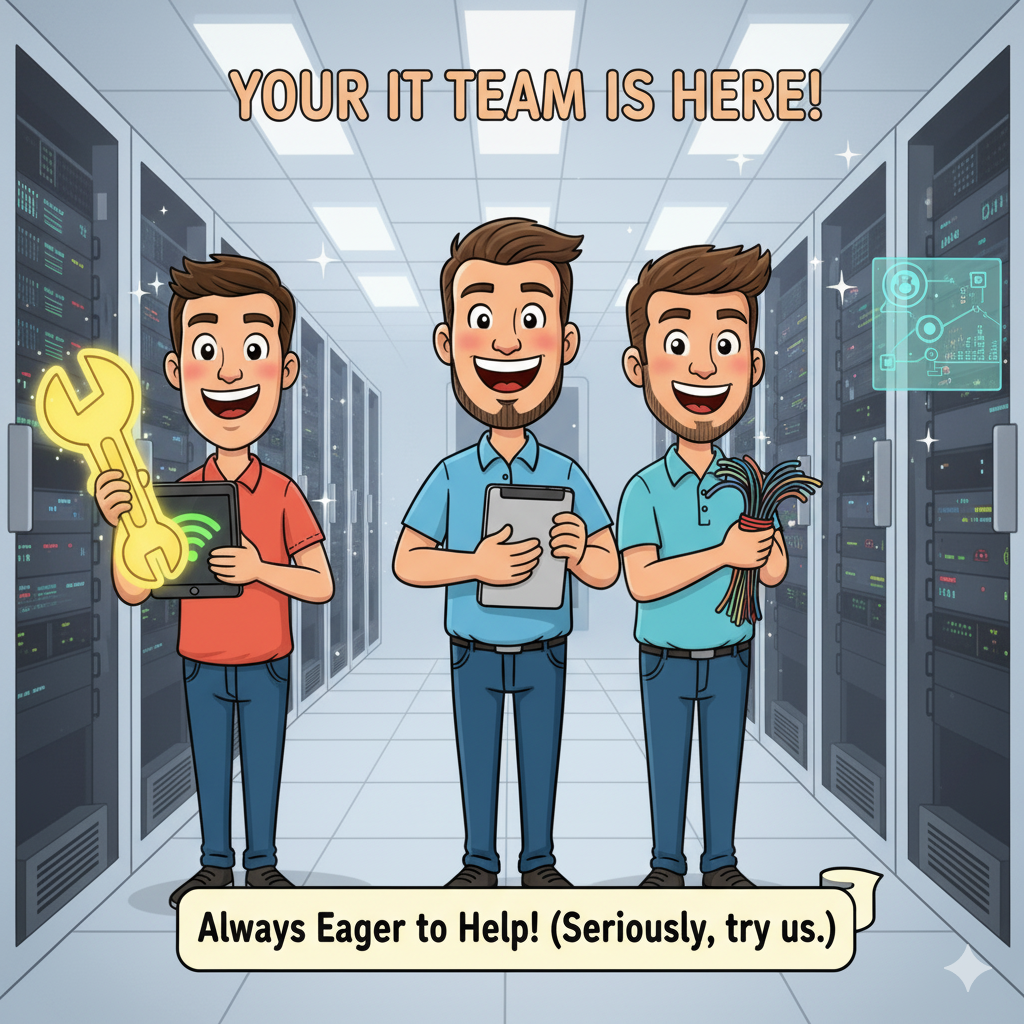 YOUR IT TEAM IS HERE!
Always Eager to Help! (Seriously, try us.)